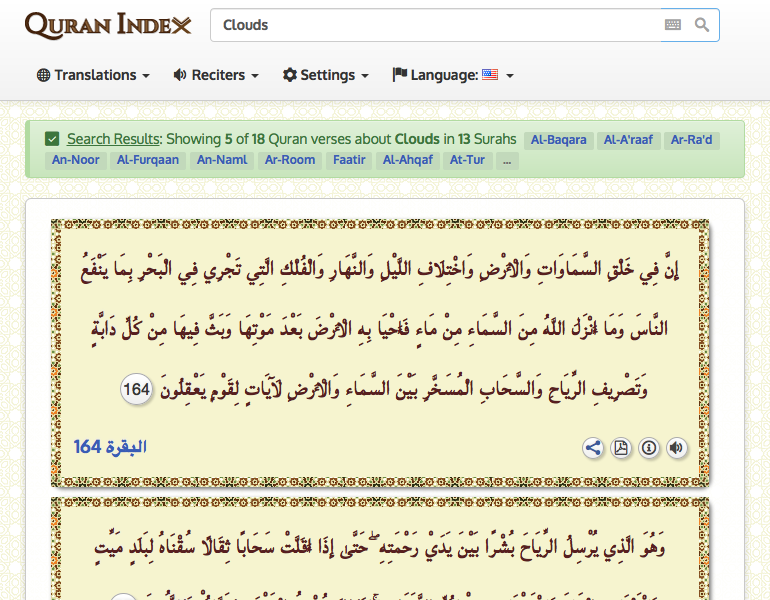 QURAN INDEX
Clouds
Translations Reciters Settings Language:
Search Results: Showing 5 of 18 Quran verses about Clouds in 13 Surahs Al-Baqara Al-A'raaf Ar-Ra'd
An-Noor Al-Furqaan An-Naml Ar-Room Faatir Al-Ahqaf At-Tur ...
إِنَّ فِي خَلْقِ السَّمَاوَاتِ وَالْأَرْضِ وَاخْتِلَافِ اللَّيْلِ وَالنَّهَارِ وَالْفُلْكِ الَّتِي تَجْرِي فِي الْبَحْرِ بِمَا يَنْفَعُ
النَّاسَ وَمَا أَنْزَلَ اللَّهُ مِنَ السَّمَاءِ مِنْ مَاءٍ فَأَحْيَا بِهِ الْأَرْضَ بَعْدَ مَوْتِهَا وَبَثَّ فِيهَا مِنْ كُلِّ دَابَّةٍ
وَتَصْرِيفِ الرِّيَاحِ وَالسَّحَابِ الْمُسَخَّرِ بَيْنَ السَّمَاءِ وَالْأَرْضِ لَآيَاتٍ لِقَوْمٍ يَعْقِلُونَ 164
البقرة 164
وَهُوَ الَّذِي يُرْسِلُ الرِّيَاحَ بُشْرًا بَيْنَ يَدَيْ رَحْمَتِهِ ۖ حَتَّىٰ إِذَا أَقَلَّتْ سَحَابًا ثِقَالًا سُقْنَاهُ لِبَلَدٍ مَيِّتٍ